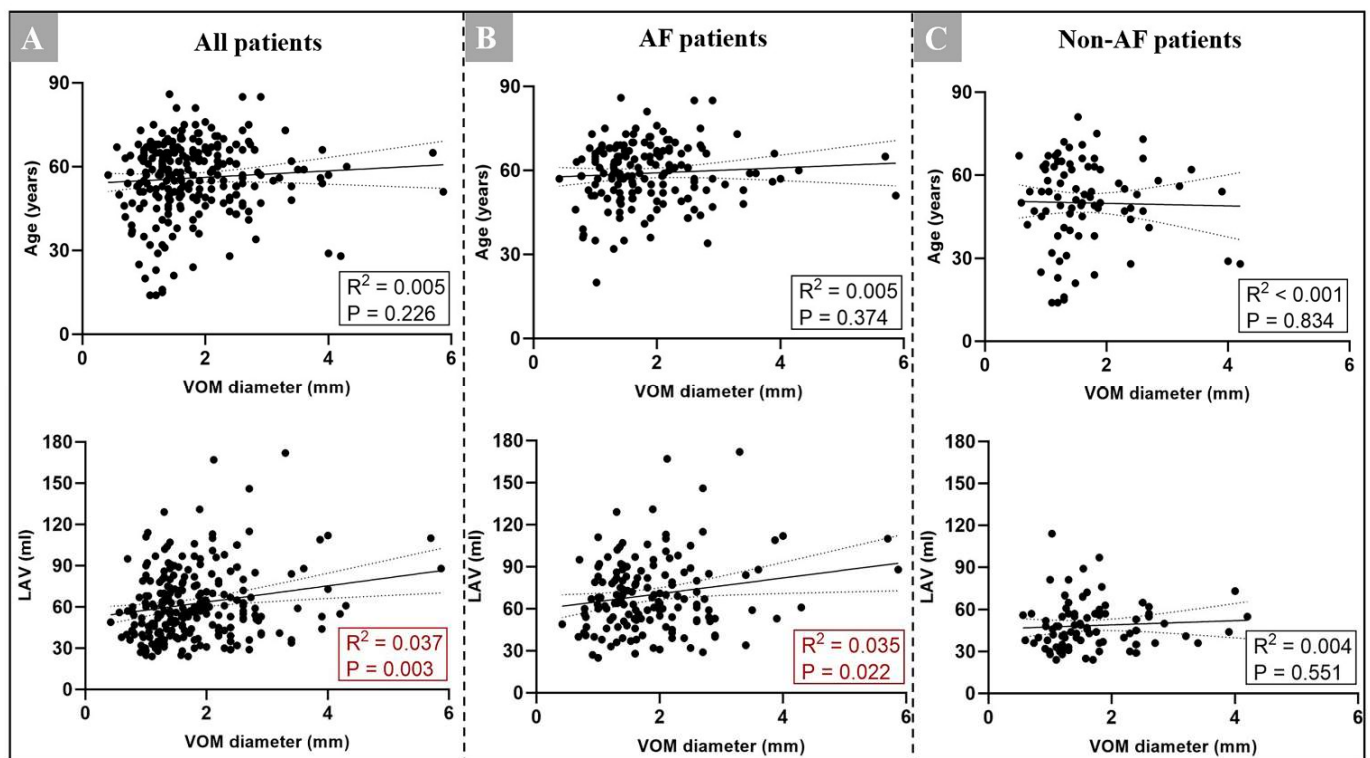 A
All patients
B
AF patients
C
Non-AF patients
Age (years)
90
60
30
0
R² = 0.005
P = 0.226
0 2 4 6
VOM diameter (mm)
Age (years)
90
60
30
0
R² = 0.005
P = 0.374
0 2 4 6
VOM diameter (mm)
Age (years)
90
60
30
0
R² < 0.001
P = 0.834
0 2 4 6
VOM diameter (mm)
LAV (ml)
180
150
120
90
60
30
0
R² = 0.037
P = 0.003
0 2 4 6
VOM diameter (mm)
LAV (ml)
180
150
120
90
60
30
0
R² = 0.035
P = 0.022
0 2 4 6
VOM diameter (mm)
LAV (ml)
180
150
120
90
60
30
0
R² = 0.004
P = 0.551
0 2 4 6
VOM diameter (mm)